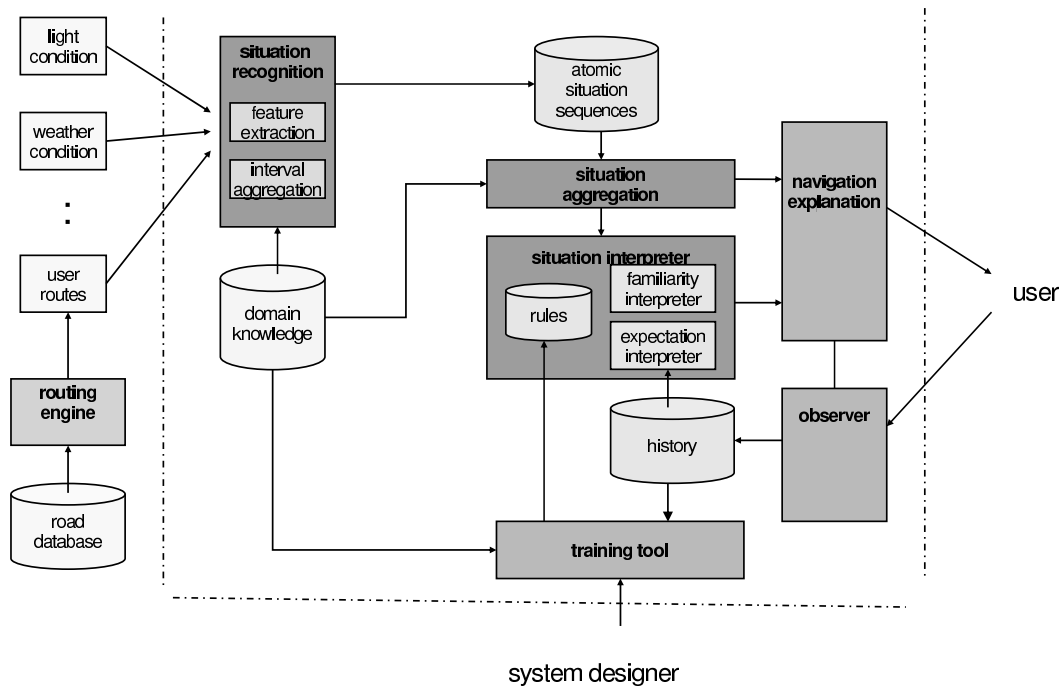 light
condition
weather
condition
:
user
routes
routing
engine
road
database
situation
recognition
feature
extraction
interval
aggregation
domain
knowledge
atomic
situation
sequences
situation
aggregation
situation interpreter
rules
familiarity
interpreter
expectation
interpreter
history
training tool
navigation
explanation
observer
user
system designer